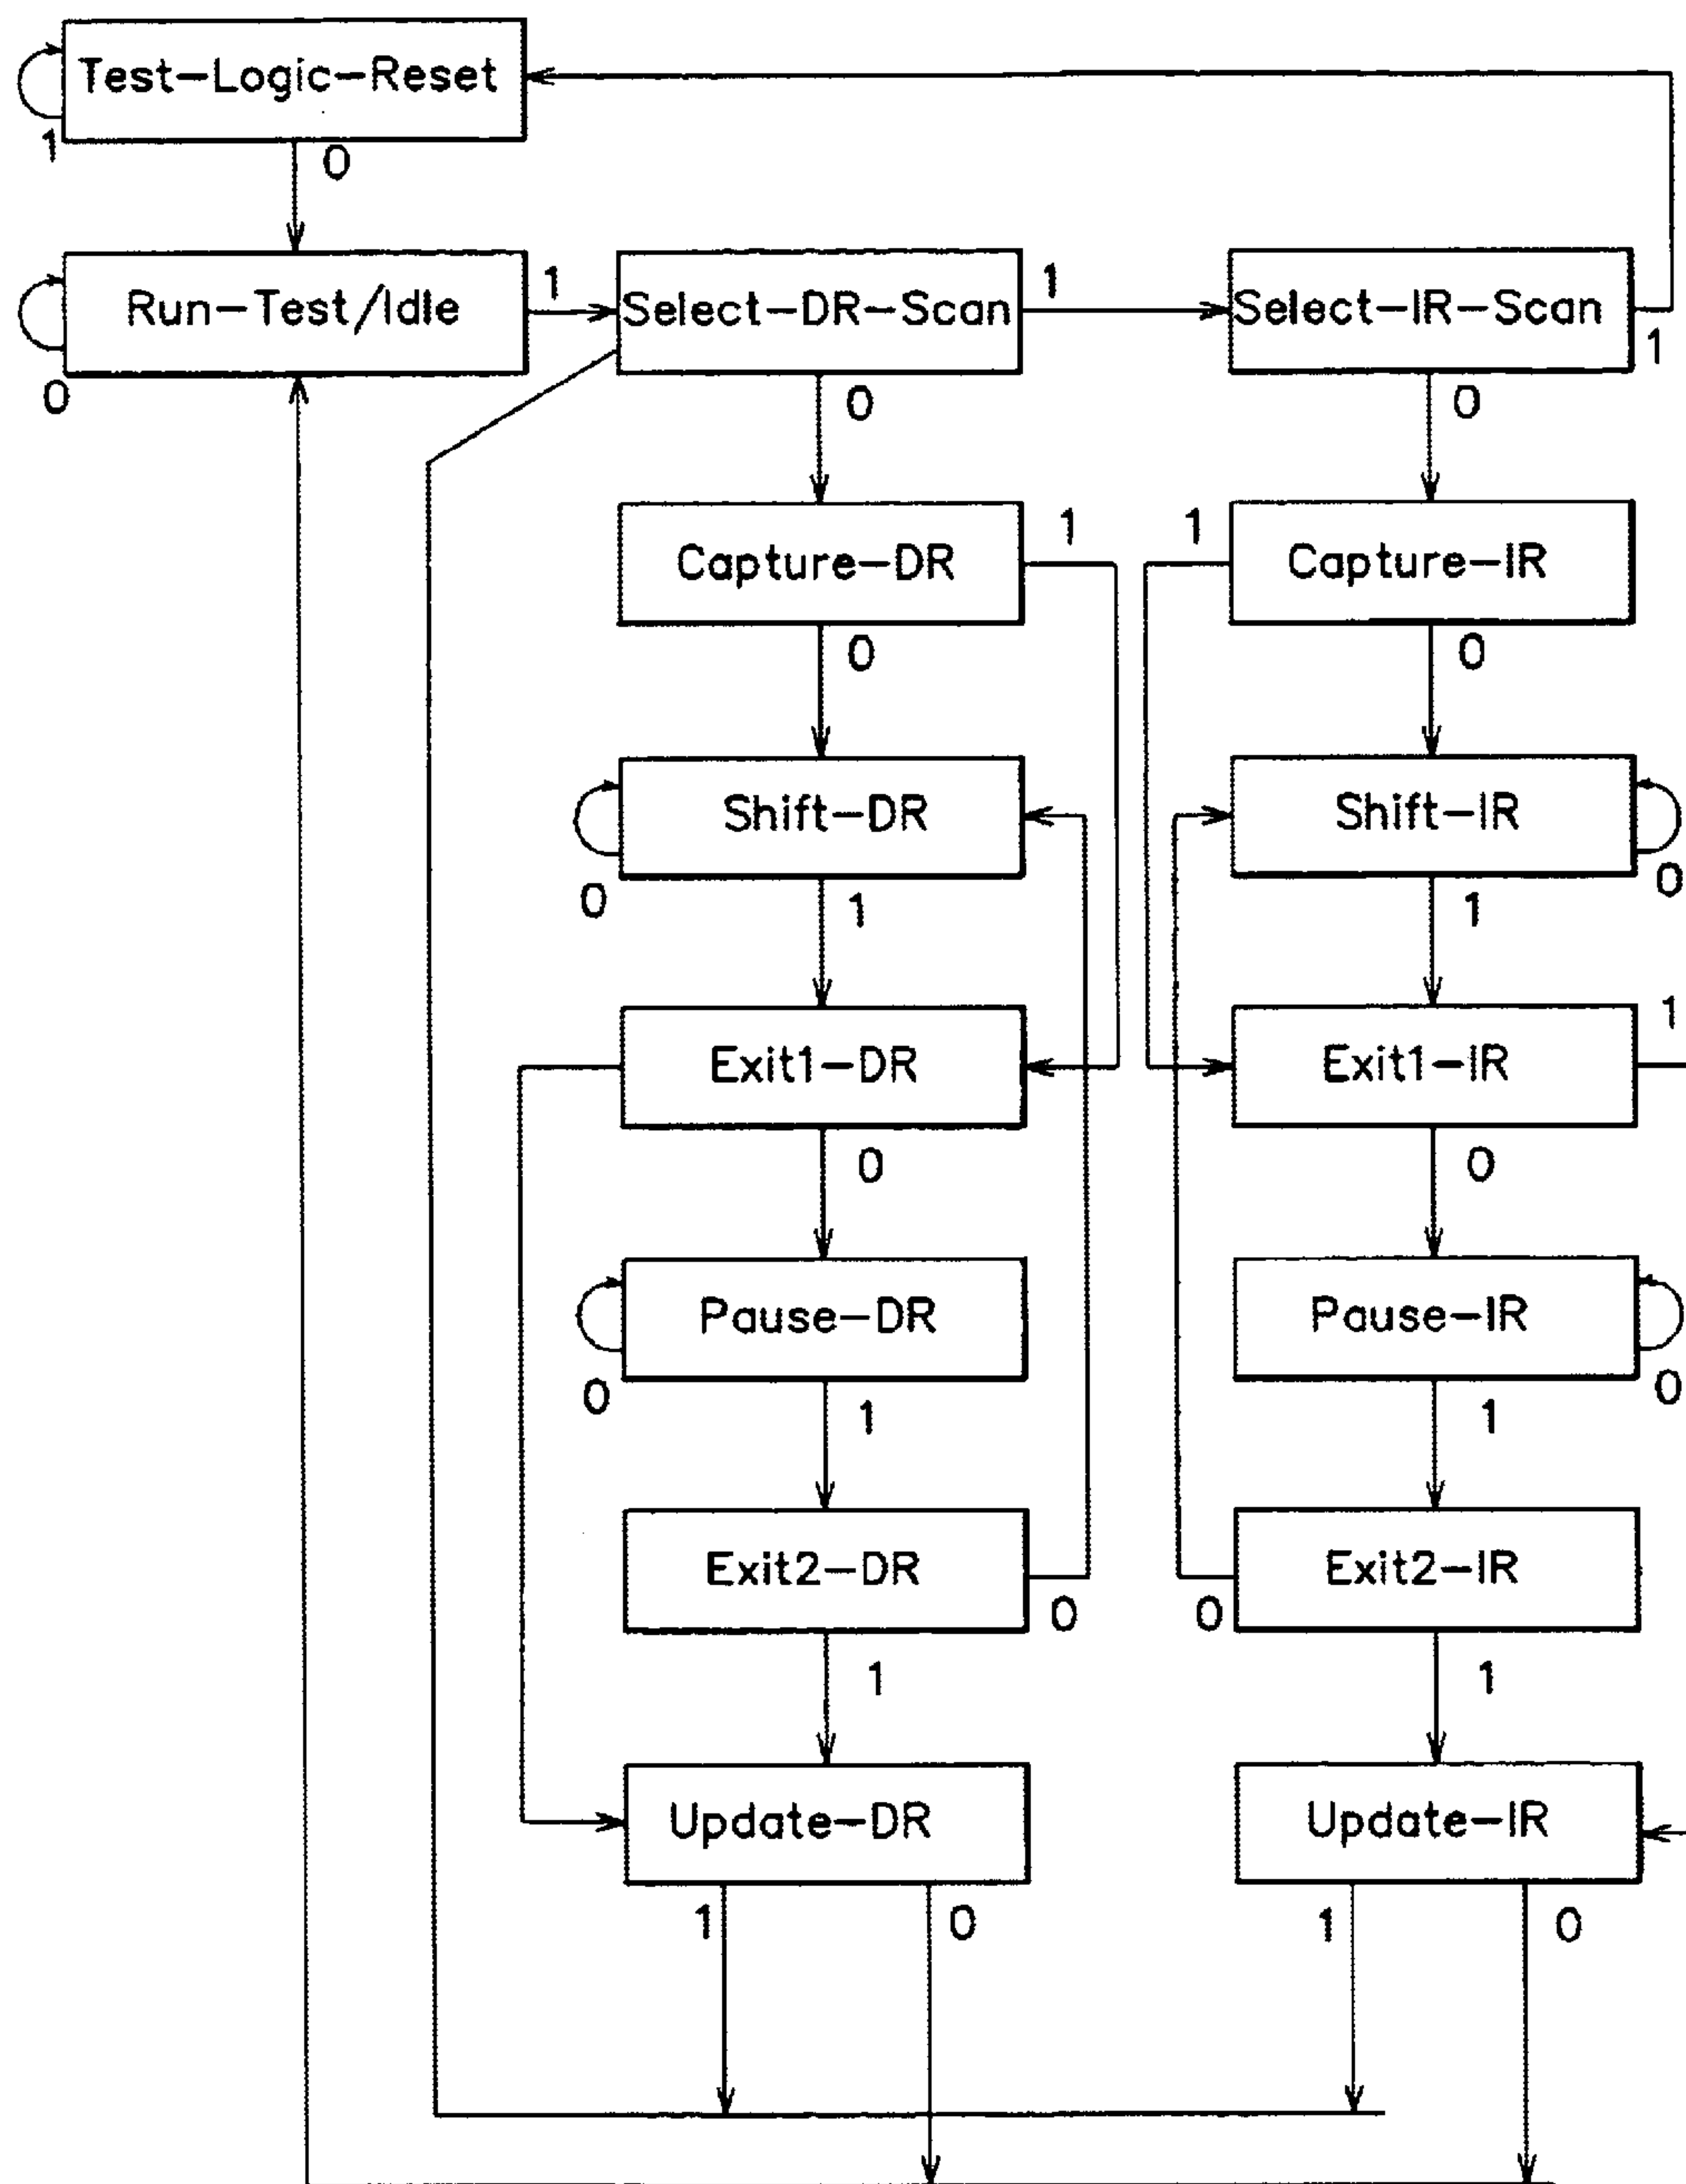 Test-Logic-Reset
1
0
Run-Test/Idle
1
Select-DR-Scan
1
Select-IR-Scan
1
0
0
0
Capture-DR
1
1
Capture-IR
0
0
Shift-DR
Shift-IR
0
1
1
0
Exit1-DR
Exit1-IR
1
0
0
Pause-DR
Pause-IR
0
1
1
0
Exit2-DR
Exit2-IR
0
0
1
1
Update-DR
Update-IR
1
0
1
0